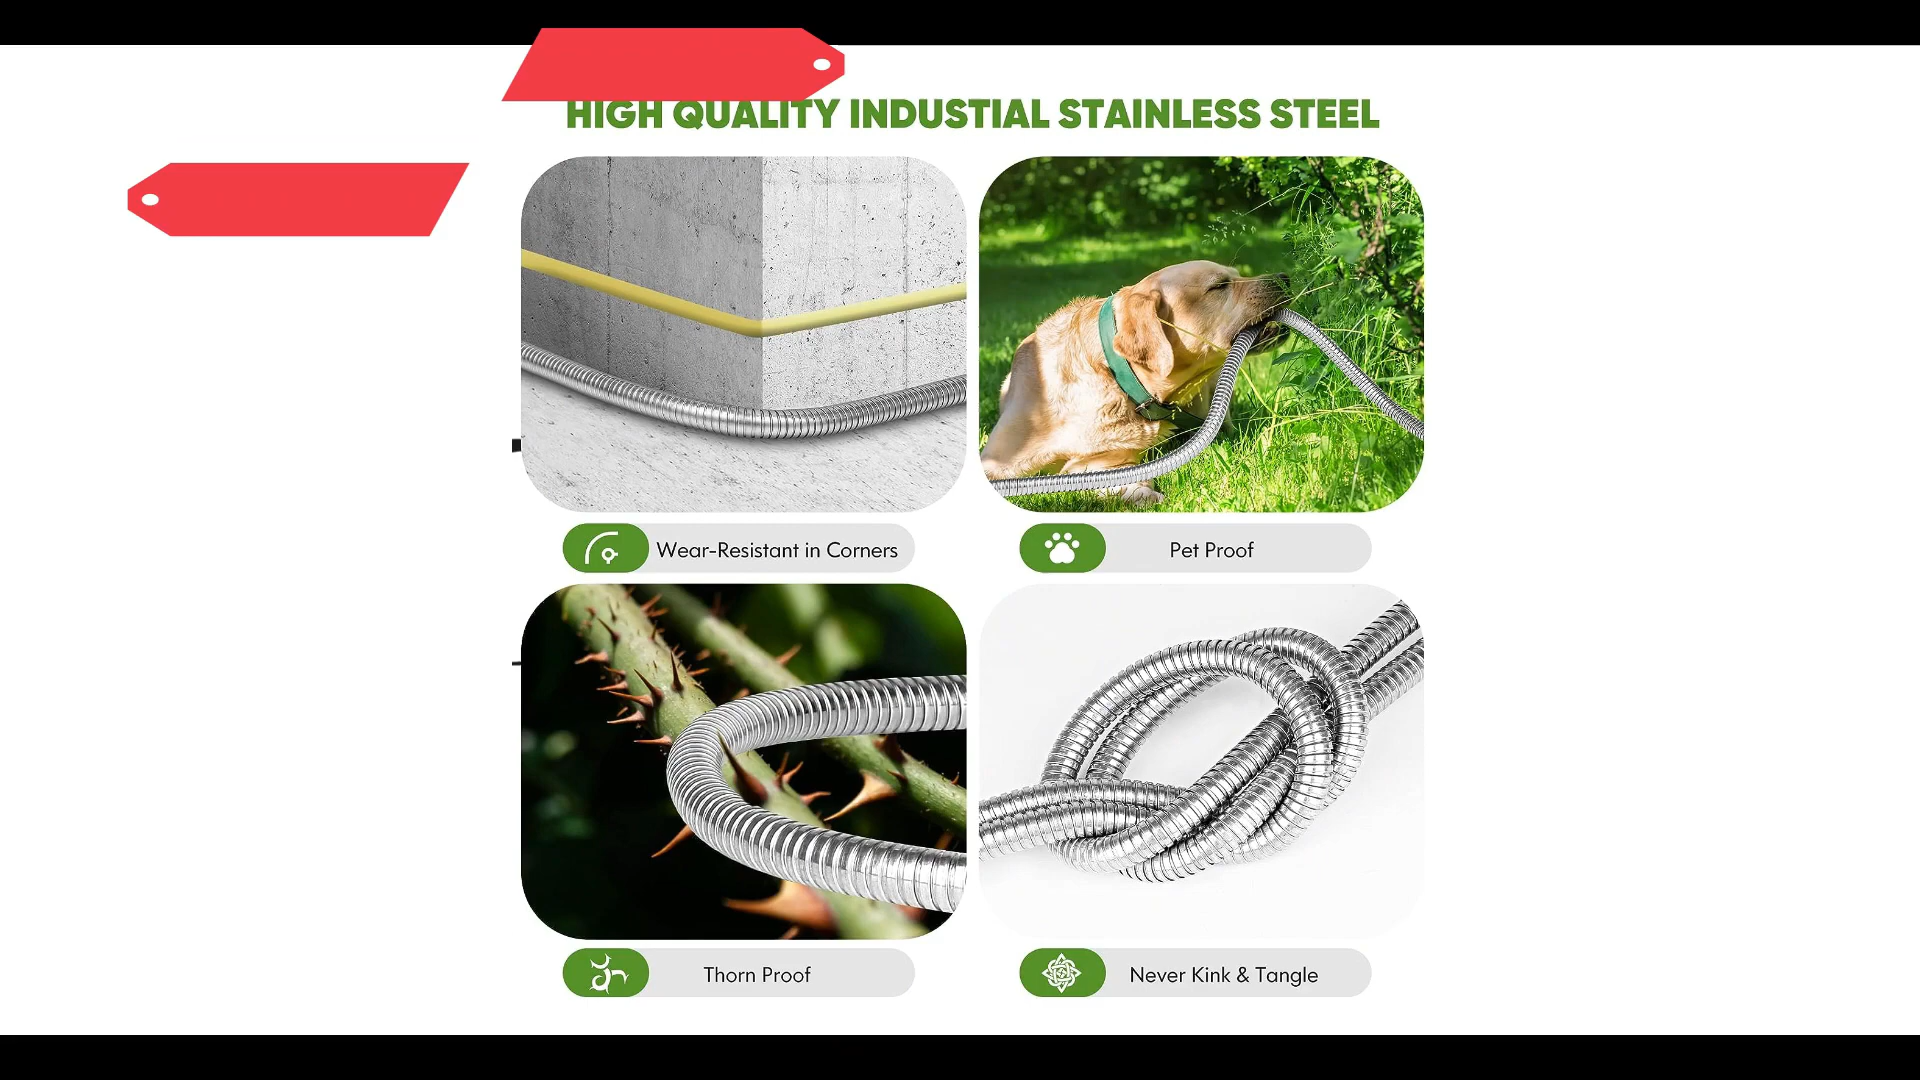 HIGH QUALITY INDUSTIAL STAINLESS STEEL
Wear-Resistant in Corners
Pet Proof
Thorn Proof
Never Kink & Tangle